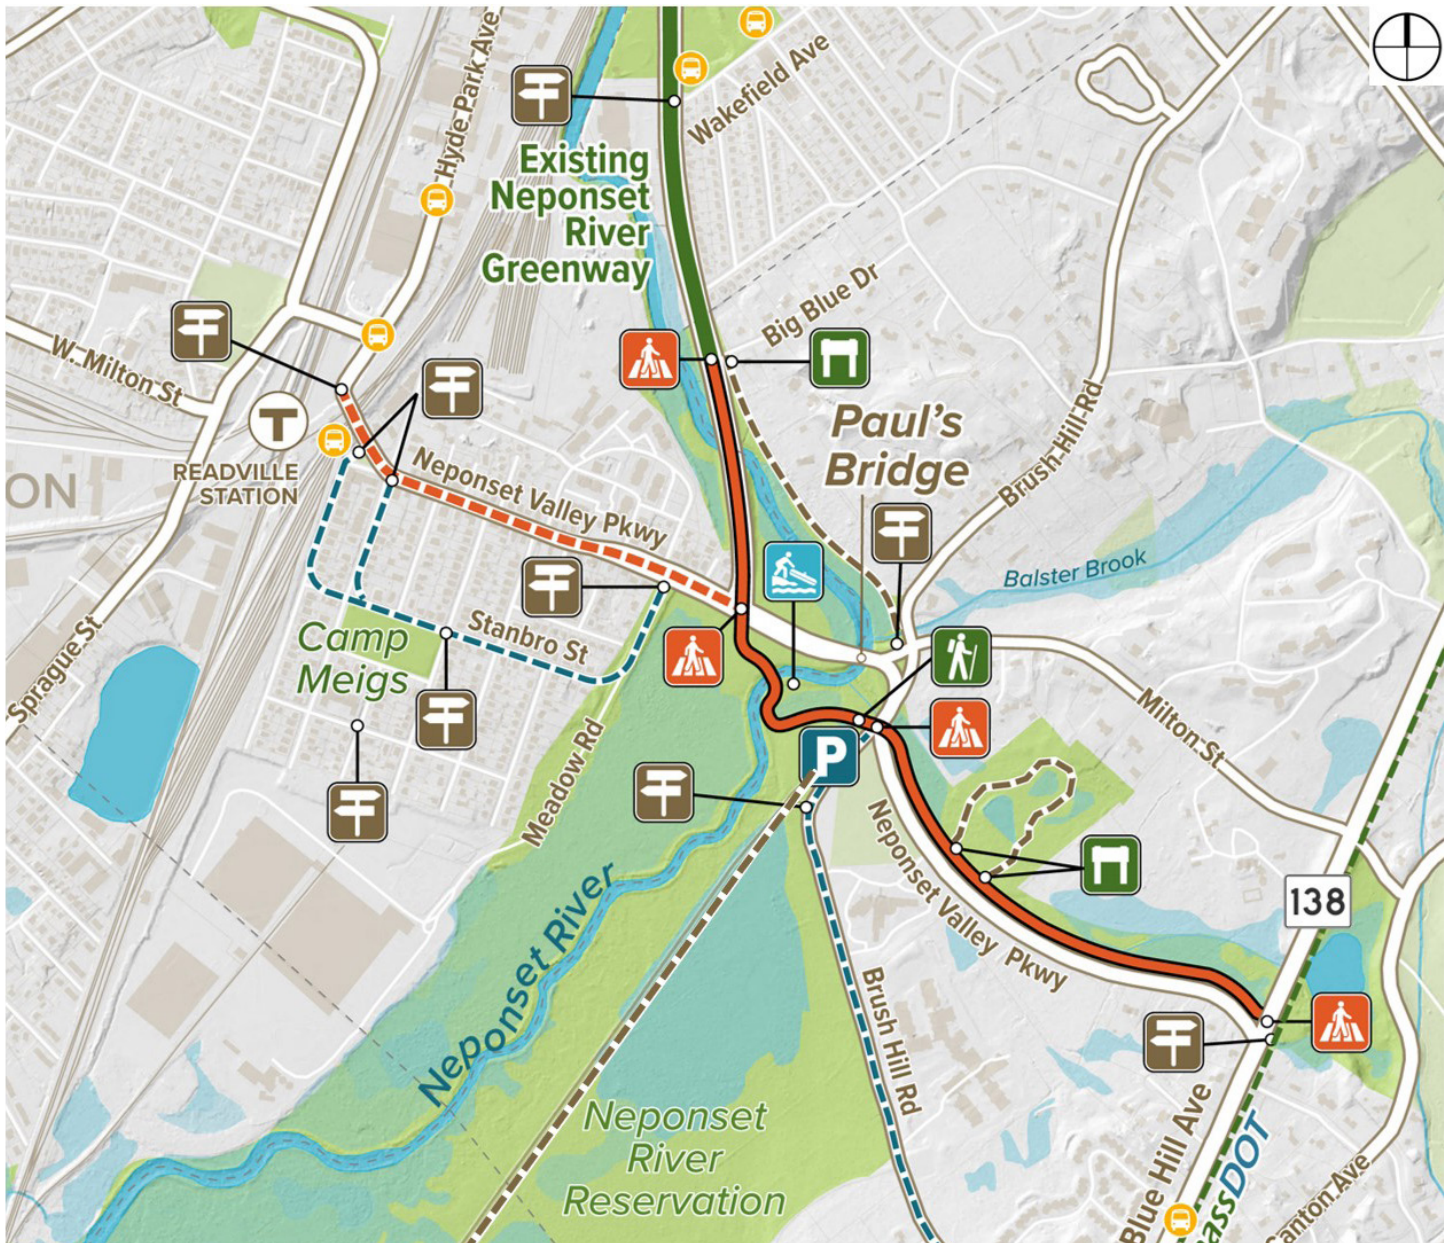 Hyde Park Ave
Wakefield Ave
Existing
Neponset
River
Greenway
Big Blue Dr
W. Milton St
T
READVILLE
STATION
ON
Neponset Valley Pkwy
Paul's
Bridge
Brush Hill Rd
Balster Brook
Stanbro St
Camp
Meigs
Sprague St
Milton St
Meadow Rd
P
Neponset Valley Pkwy
138
Neponset River
Brush Hill Rd
Neponset
River
Reservation
Blue Hill Ave
assDOT
Canton Ave